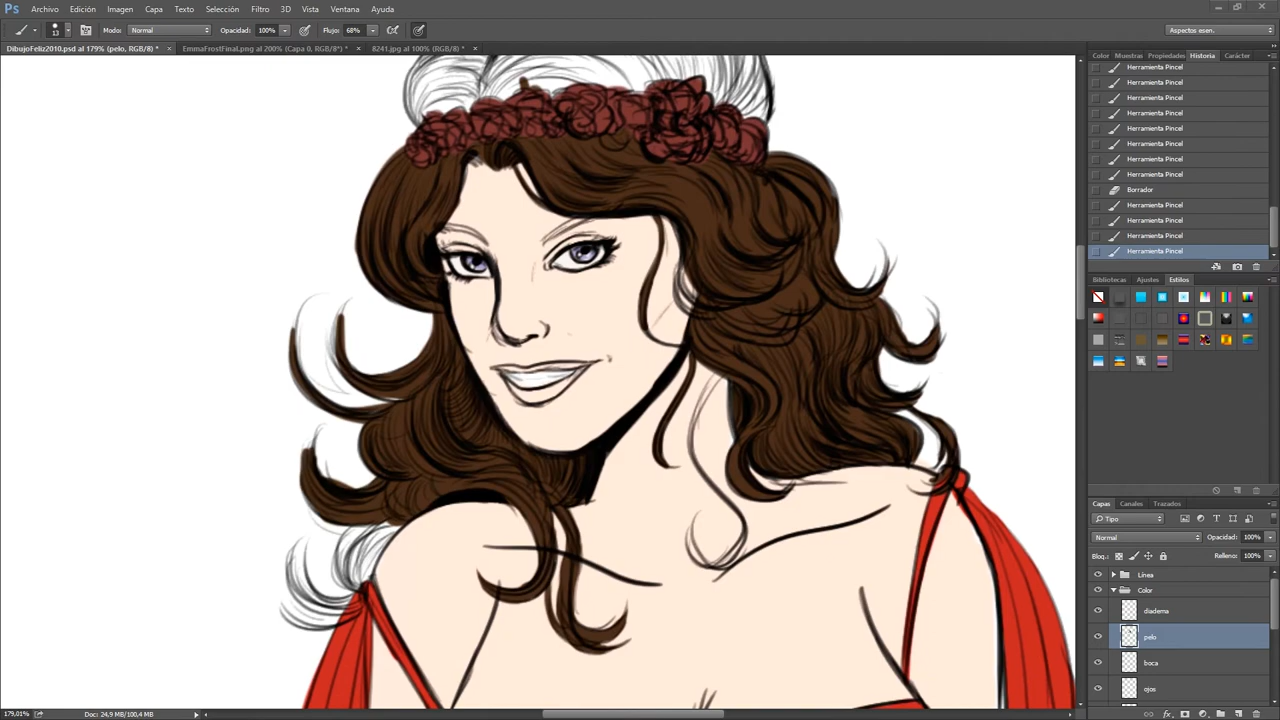 Ps Archivo Edición Imagen Capa Texto Selección Filtro 3D Vista Ventana Ayuda
13 Modo: Normal Opacidad: 100% Flujo: 68% Aspectos esen.
DibujoFeliz2010.psd al 179% (pelo, RGB/8) * × EmmaFrostFinal.png al 200% (Capa 0, RGB/8*) * × 8241.jpg al 100% (RGB/8) * ×
Color Muestras Propiedades Historia Carácter
Herramienta Pincel
Herramienta Pincel
Herramienta Pincel
Herramienta Pincel
Herramienta Pincel
Herramienta Pincel
Herramienta Pincel
Herramienta Pincel
Borrador
Herramienta Pincel
Herramienta Pincel
Herramienta Pincel
Herramienta Pincel
Bibliotecas Ajustes Estilos
Capas Canales Trazados
Tipo
Normal Opacidad: 100%
Bloq.: Relleno: 100%
Línea
Color
diadema
pelo
boca
ojos
179,01% Doc: 24,9 MB/100,4 MB